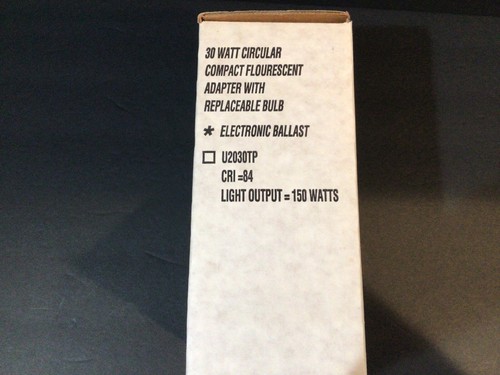 30 WATT CIRCULAR
COMPACT FLOURESCENT
ADAPTER WITH
REPLACEABLE BULB
* ELECTRONIC BALLAST
☐ U2030TP
CRI =84
LIGHT OUTPUT = 150 WATTS